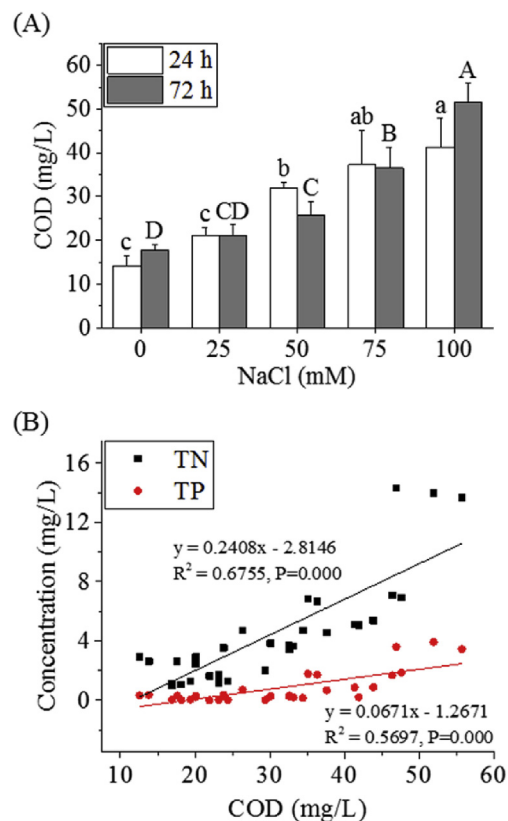 (A)
24 h
72 h
COD (mg/L)
60
50
40
30
20
10
0
c D c CD b C ab B a A
0 25 50 75 100
NaCl (mM)
(B)
TN
TP
Concentration (mg/L)
16
12
8
4
0
y = 0.2408x - 2.8146
R² = 0.6755, P=0.000
y = 0.0671x - 1.2671
R² = 0.5697, P=0.000
10 20 30 40 50 60
COD (mg/L)